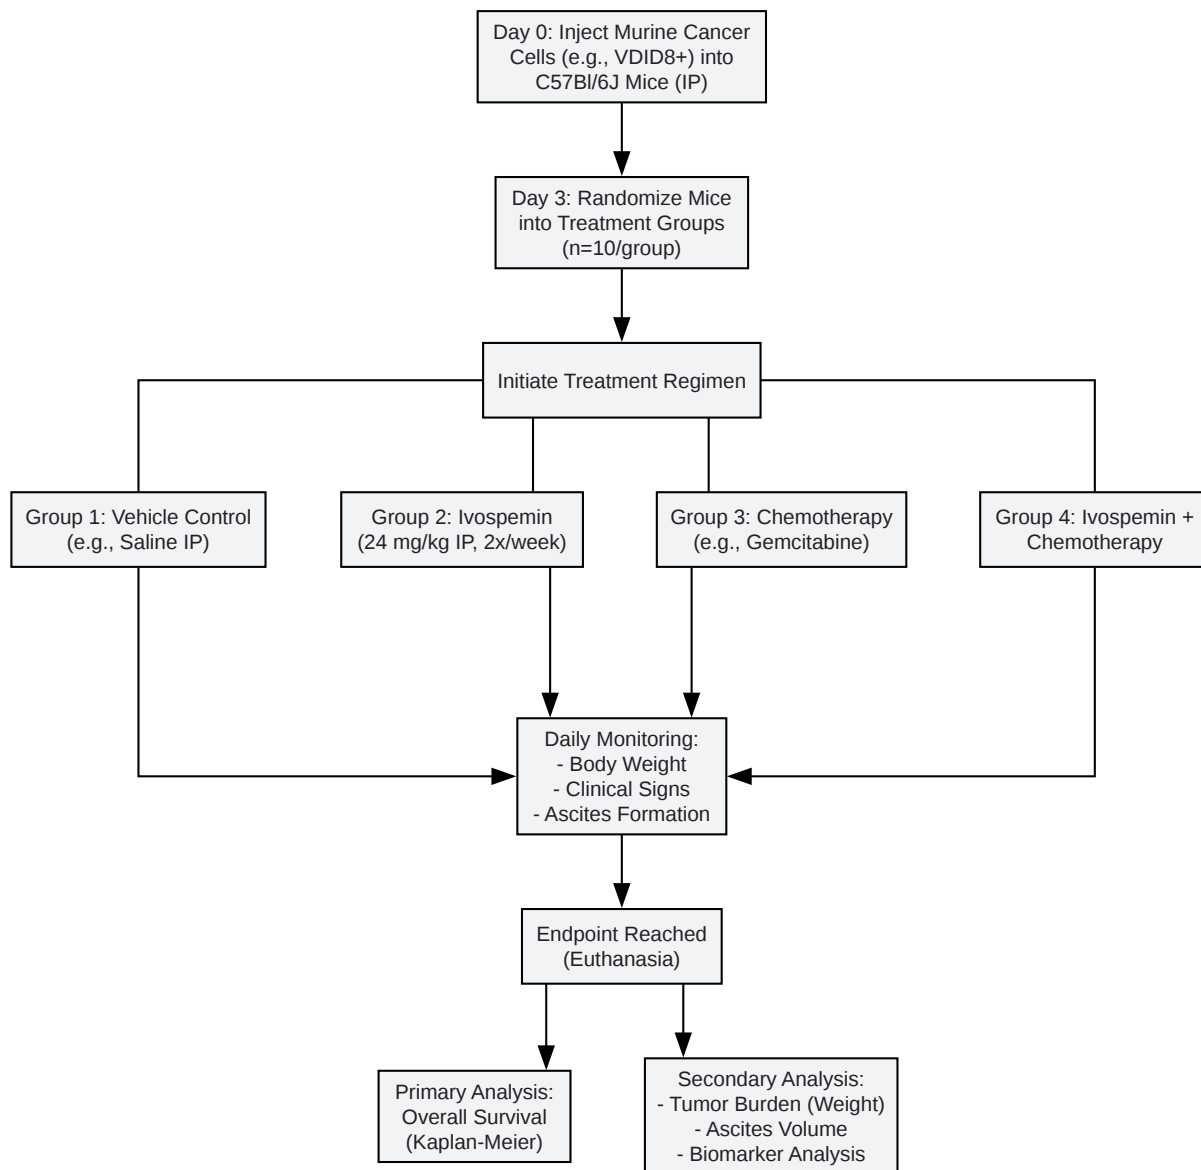 Day 0: Inject Murine Cancer
Cells (e.g., VDID8+) into
C57Bl/6J Mice (IP)
Day 3: Randomize Mice
into Treatment Groups
(n=10/group)
Initiate Treatment Regimen
Group 1: Vehicle Control
(e.g., Saline IP)
Group 2: Ivospemin
(24 mg/kg IP, 2x/week)
Group 3: Chemotherapy
(e.g., Gemcitabine)
Group 4: Ivospemin +
Chemotherapy
Daily Monitoring:
- Body Weight
- Clinical Signs
- Ascites Formation
Endpoint Reached
(Euthanasia)
Primary Analysis:
Overall Survival
(Kaplan-Meier)
Secondary Analysis:
- Tumor Burden (Weight)
- Ascites Volume
- Biomarker Analysis